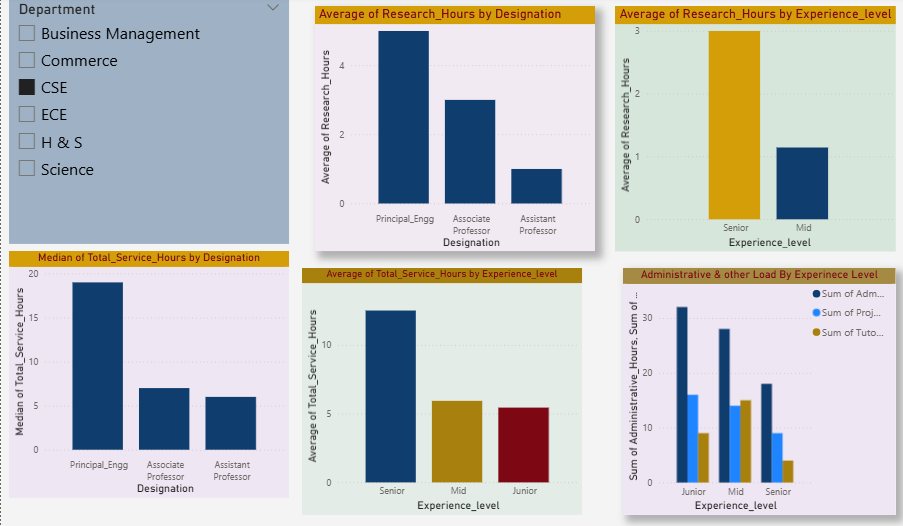 Department
Business Management
Commerce
CSE
ECE
H & S
Science
Average of Research_Hours by Designation
Average of Research_Hours
4
2
0
Principal_Engg
Associate
Professor
Assistant
Professor
Designation
Average of Research_Hours by Experience_level
Average of Research_Hours
3
2
1
0
Senior
Mid
Experience_level
Median of Total_Service_Hours by Designation
Median of Total_Service_Hours
20
15
10
5
0
Principal_Engg
Associate
Professor
Assistant
Professor
Designation
Average of Total_Service_Hours by Experience_level
Average of Total_Service_Hours
10
5
0
Senior
Mid
Junior
Experience_level
Administrative & other Load By Experinece Level
Sum of Adm...
Sum of Proj...
Sum of Tuto...
Sum of Administrative_Hours, Sum of ...
30
20
10
0
Junior
Mid
Senior
Experience_level